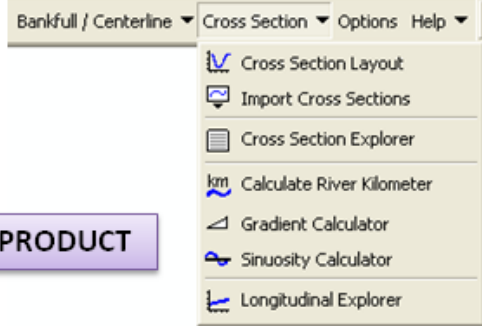 Bankfull / Centerline Cross Section Options Help
Cross Section Layout
Import Cross Sections
Cross Section Explorer
km Calculate River Kilometer
Gradient Calculator
PRODUCT
Sinuosity Calculator
Longitudinal Explorer